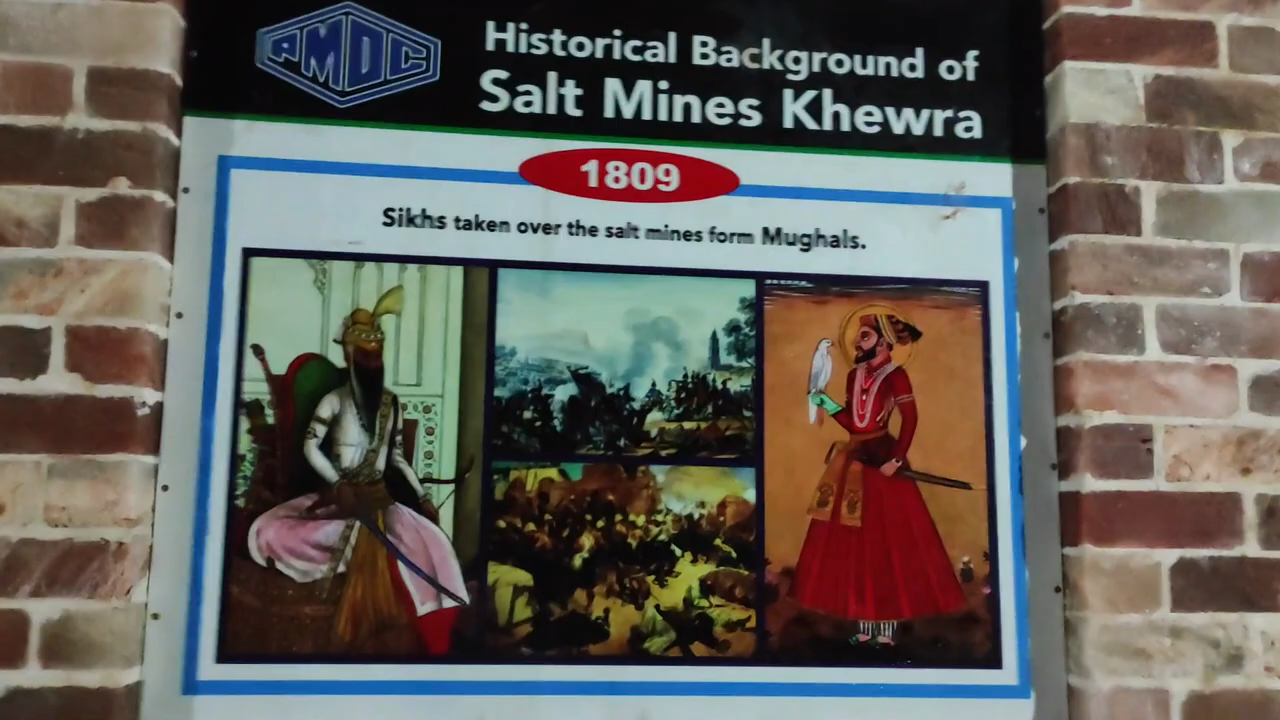 PMDC
Historical Background of
Salt Mines Khewra
1809
Sikhs taken over the salt mines form Mughals.